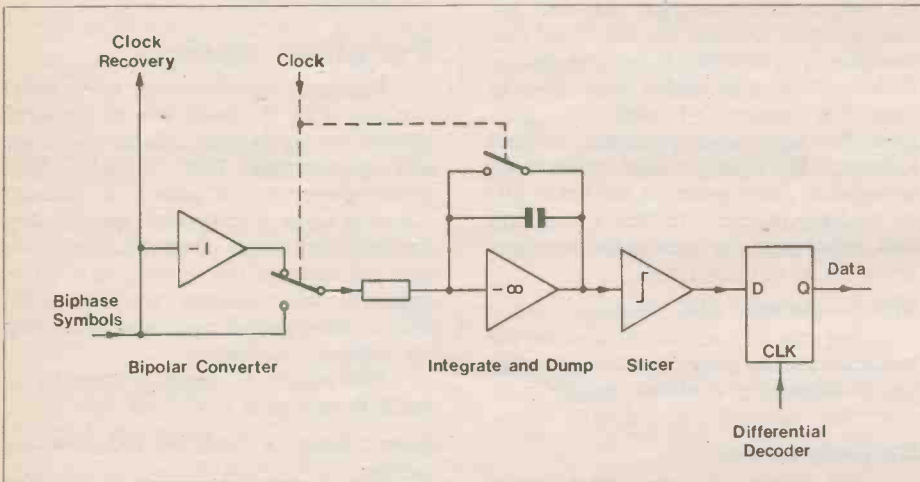 Clock
Recovery
Clock
-1
Biphase
Symbols
Bipolar Converter
-∞
Integrate and Dump
Slicer
D Q
CLK
Data
Differential
Decoder